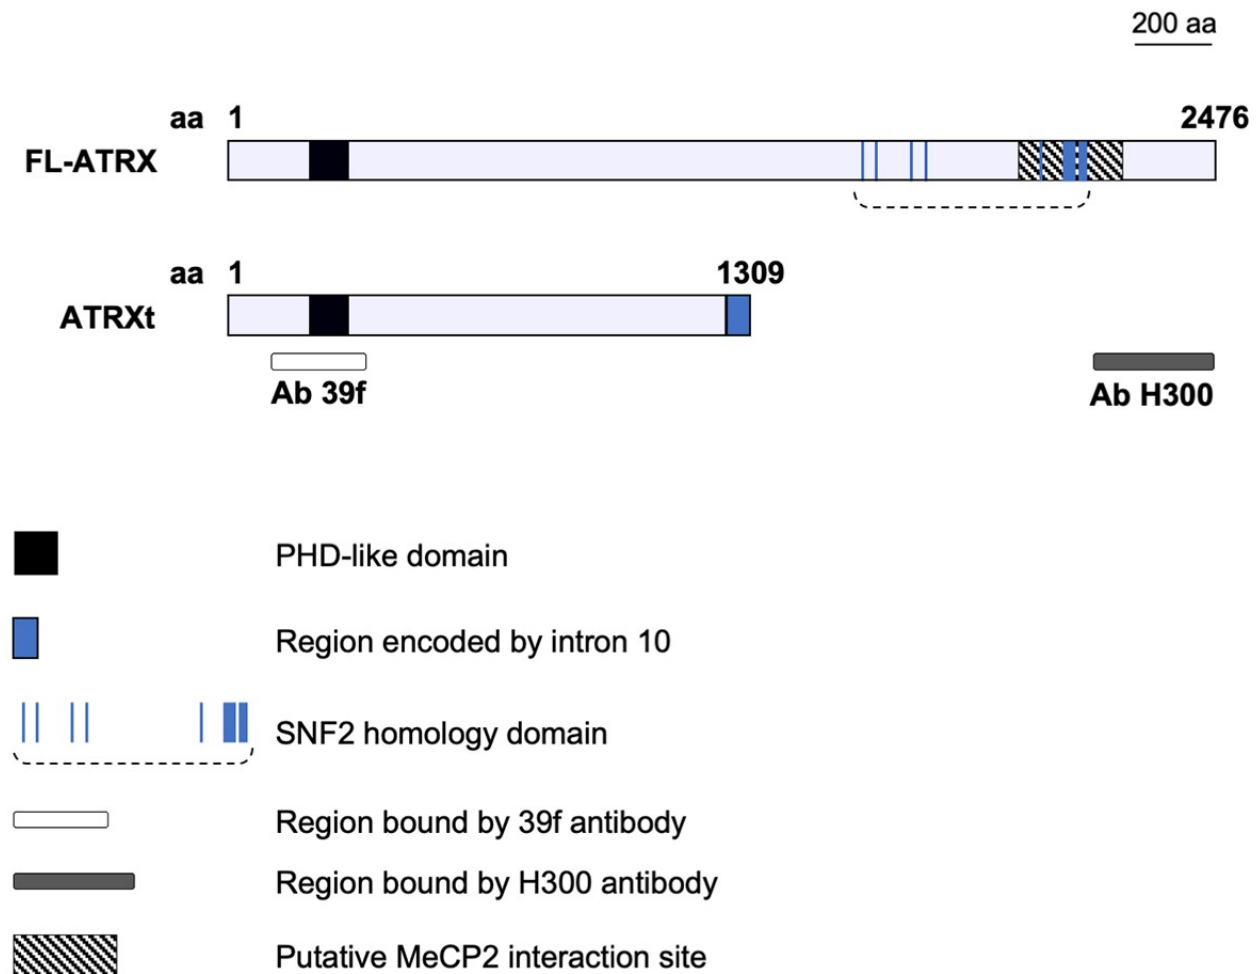 200 aa
aa 1 2476
FL-ATRX
aa 1 1309
ATRXt
Ab 39f
Ab H300
PHD-like domain
Region encoded by intron 10
SNF2 homology domain
Region bound by 39f antibody
Region bound by H300 antibody
Putative MeCP2 interaction site